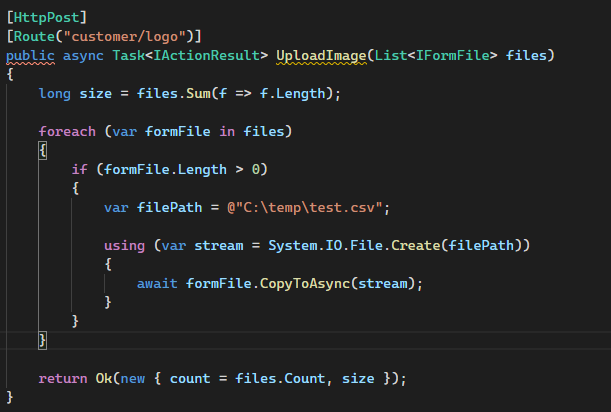 [HttpPost]
[Route("customer/logo")]
public async Task<IActionResult> UploadImage(List<IFormFile> files)
{
    long size = files.Sum(f => f.Length);
    foreach (var formFile in files)
    {
        if (formFile.Length > 0)
        {
            var filePath = @"C:\temp\test.csv";
            using (var stream = System.IO.File.Create(filePath))
            {
                await formFile.CopyToAsync(stream);
            }
        }
    }
    return Ok(new { count = files.Count, size });
}